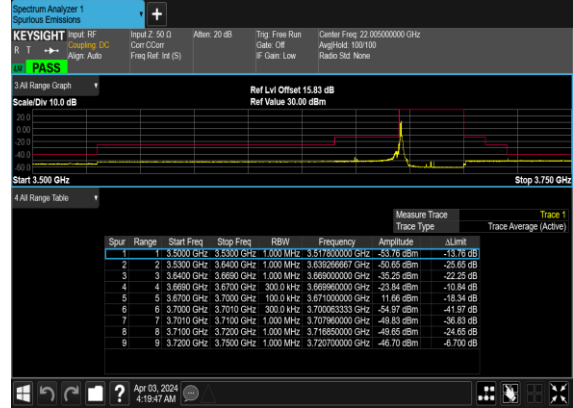 Spectrum Analyzer 1
Spurious Emissions
+
KEYSIGHT Input: RF Input Z: 50 Ω Atten: 20 dB Trig: Free Run Center Freq: 22.005000000 GHz
R T Coupling: DC Corr CCorr Gate: Off Avg|Hold: 100/100
Align: Auto Freq Ref: Int (S) IF Gain: Low Radio Std: None
PASS
3 All Range Graph
Ref Lvl Offset 15.83 dB
Scale/Div 10.0 dB Ref Value 30.00 dBm
20.0
0.00
-20.0
-40.0
-60.0
Start 3.500 GHz Stop 3.750 GHz
4 All Range Table
Measure Trace Trace 1
Trace Type Trace Average (Active)
Spur Range Start Freq Stop Freq RBW Frequency Amplitude ΔLimit
1 1 3.5000 GHz 3.5300 GHz 1.000 MHz 3.517800000 GHz -53.76 dBm -13.76 dB
2 2 3.5300 GHz 3.6400 GHz 1.000 MHz 3.639266667 GHz -50.65 dBm -25.65 dB
3 3 3.6400 GHz 3.6690 GHz 1.000 MHz 3.669000000 GHz -35.25 dBm -22.25 dB
4 4 3.6690 GHz 3.6700 GHz 300.0 kHz 3.669960000 GHz -23.84 dBm -10.84 dB
5 5 3.6700 GHz 3.7000 GHz 100.0 kHz 3.671000000 GHz 11.66 dBm -18.34 dB
6 6 3.7000 GHz 3.7010 GHz 300.0 kHz 3.700063333 GHz -54.97 dBm -41.97 dB
7 7 3.7010 GHz 3.7100 GHz 1.000 MHz 3.707960000 GHz -49.83 dBm -36.83 dB
8 8 3.7100 GHz 3.7200 GHz 1.000 MHz 3.716850000 GHz -49.65 dBm -24.65 dB
9 9 3.7200 GHz 3.7500 GHz 1.000 MHz 3.720700000 GHz -46.70 dBm -6.700 dB
? Apr 03, 2024
4:19:47 AM